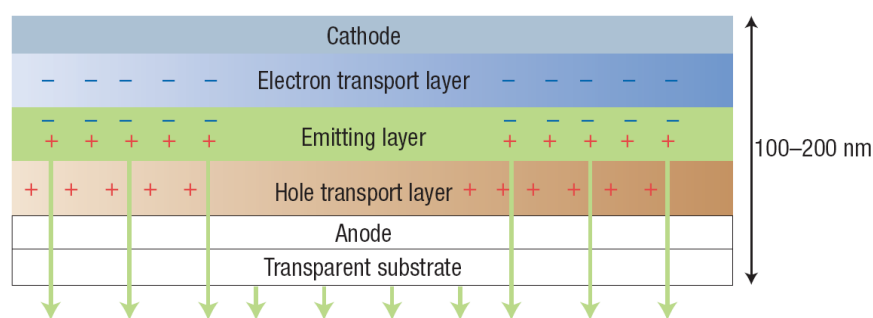 Cathode
Electron transport layer
Emitting layer
100–200 nm
Hole transport layer
Anode
Transparent substrate